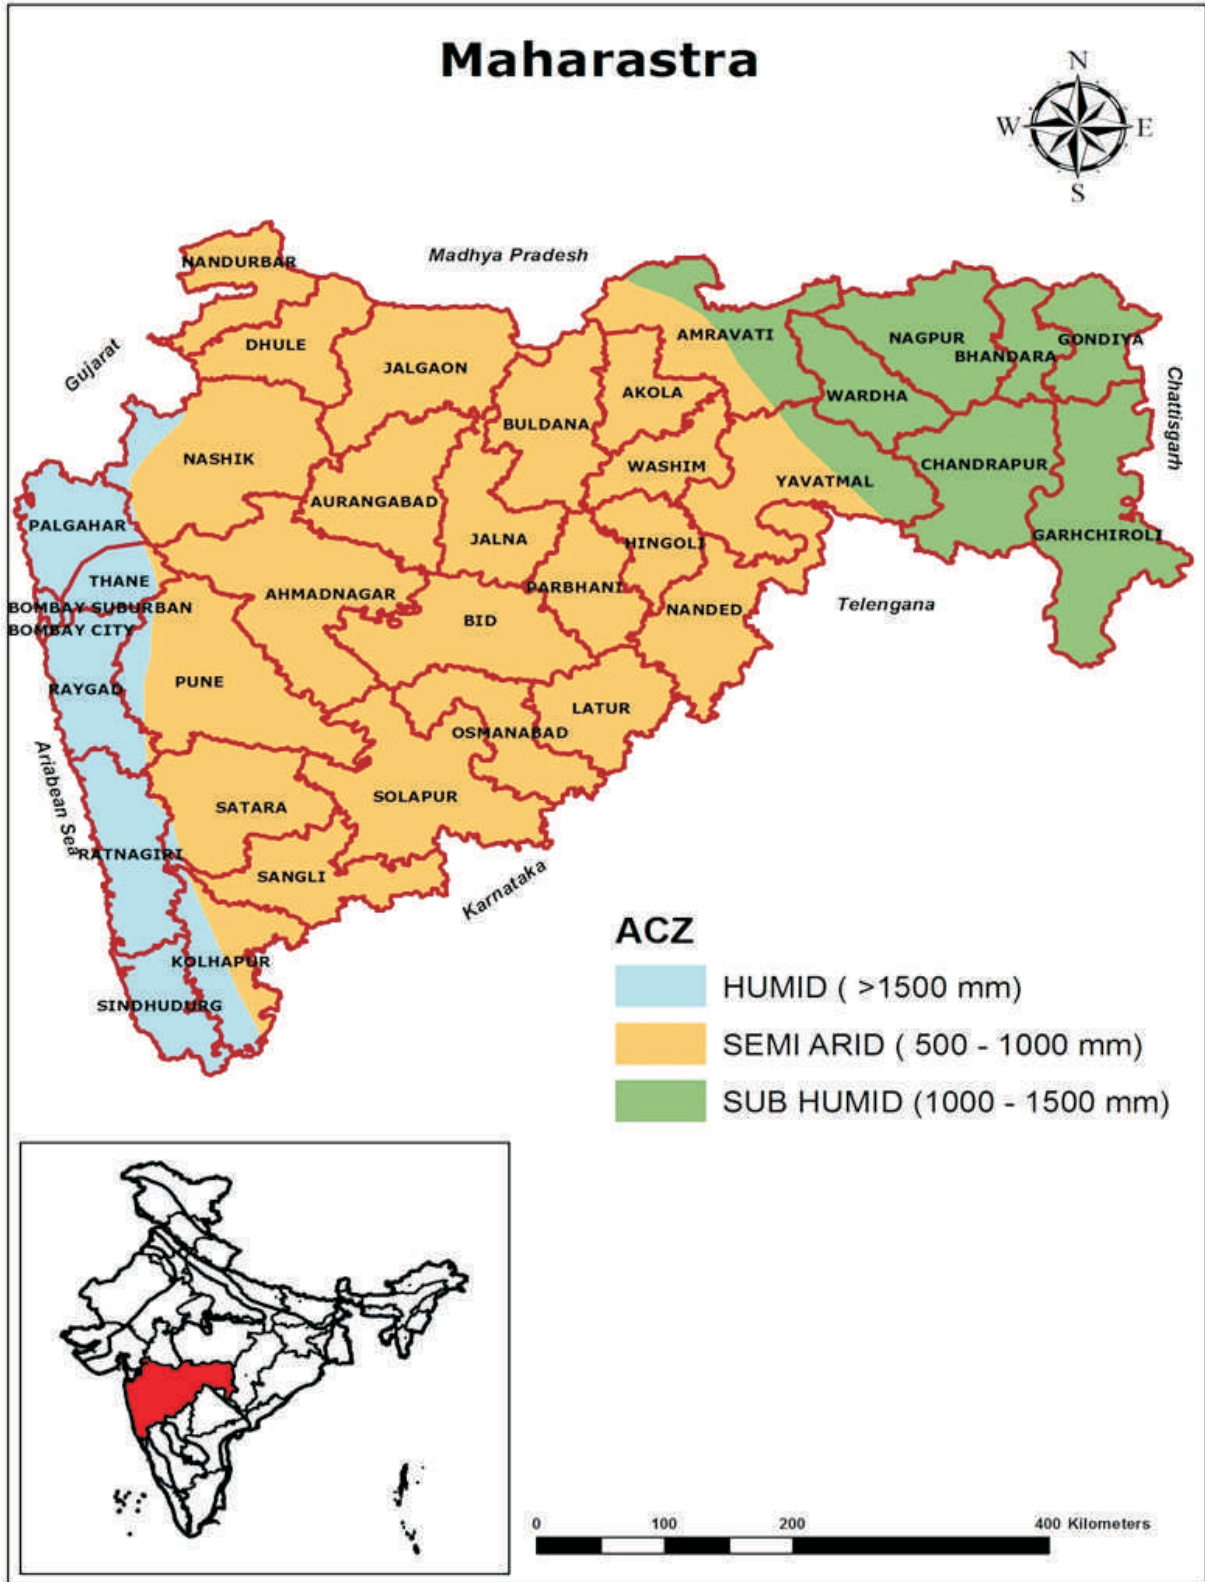 Maharastra
N
W
E
S
Madhya Pradesh
NANDURBAR
Gujarat
DHULE
JALGAON
AMRAVATI
NAGPUR
BHANDARA
GONDIYA
Chattisgarh
AKOLA
WARDHA
BULDANA
NASHIK
WASHIM
CHANDRAPUR
YAVATMAL
AURANGABAD
PALGAHAR
JALNA
HINGOLI
GARHCHIROLI
THANE
AHMADNAGAR
PARBHANI
BOMBAY SUBURBAN
NANDED
Telengana
BID
BOMBAY CITY
RAYGAD
PUNE
LATUR
OSMANABAD
Ariabean Sea
SATARA
SOLAPUR
RATNAGIRI
SANGLI
Karnataka
KOLHAPUR
SINDHUDURG
ACZ
HUMID ( >1500 mm)
SEMI ARID ( 500 - 1000 mm)
SUB HUMID (1000 - 1500 mm)
0 100 200 400 Kilometers